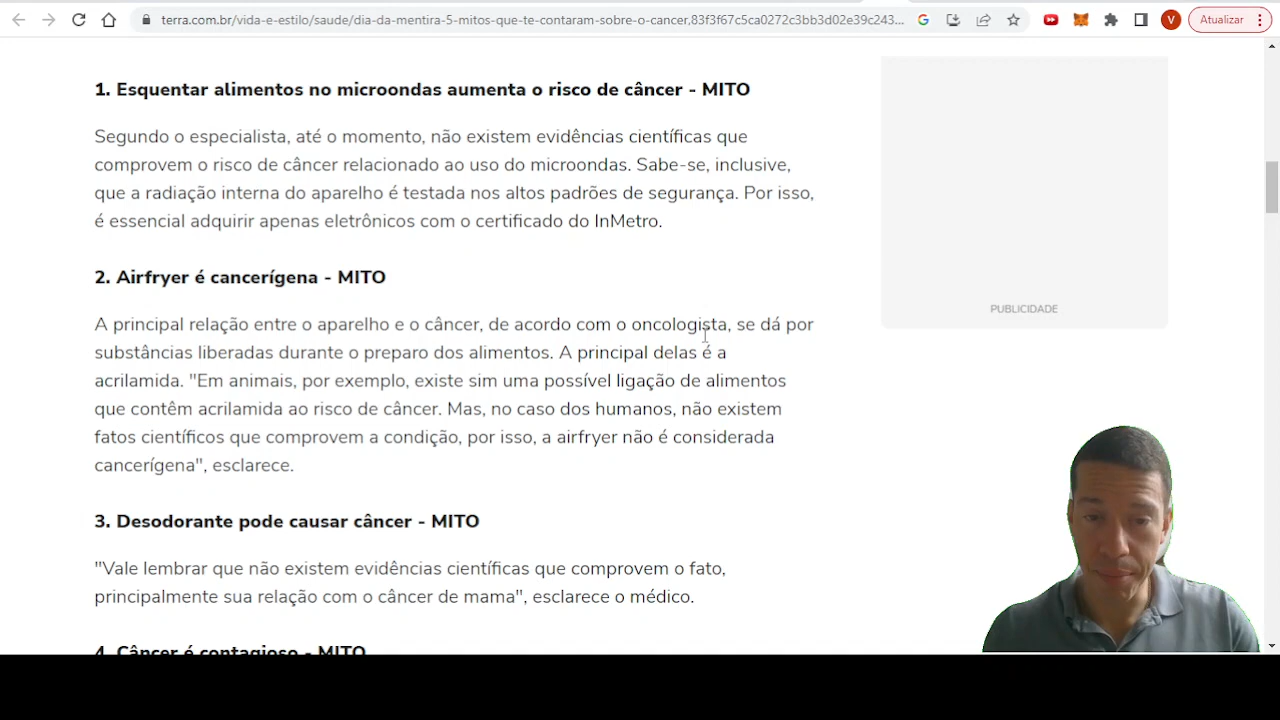 terra.com.br/vida-e-estilo/saude/dia-da-mentira-5-mitos-que-te-contaram-sobre-o-cancer,83f3f67c5ca0272c3bb3d02e39c243...
G
V
Atualizar
1. Esquentar alimentos no microondas aumenta o risco de câncer - MITO
Segundo o especialista, até o momento, não existem evidências científicas que
comprovem o risco de câncer relacionado ao uso do microondas. Sabe-se, inclusive,
que a radiação interna do aparelho é testada nos altos padrões de segurança. Por isso,
é essencial adquirir apenas eletrônicos com o certificado do InMetro.
PUBLICIDADE
2. Airfryer é cancerígena - MITO
A principal relação entre o aparelho e o câncer, de acordo com o oncologista, se dá por
substâncias liberadas durante o preparo dos alimentos. A principal delas é a
acrilamida. "Em animais, por exemplo, existe sim uma possível ligação de alimentos
que contêm acrilamida ao risco de câncer. Mas, no caso dos humanos, não existem
fatos científicos que comprovem a condição, por isso, a airfryer não é considerada
cancerígena", esclarece.
3. Desodorante pode causar câncer - MITO
"Vale lembrar que não existem evidências científicas que comprovem o fato,
principalmente sua relação com o câncer de mama", esclarece o médico.
4. Câncer é contagioso - MITO